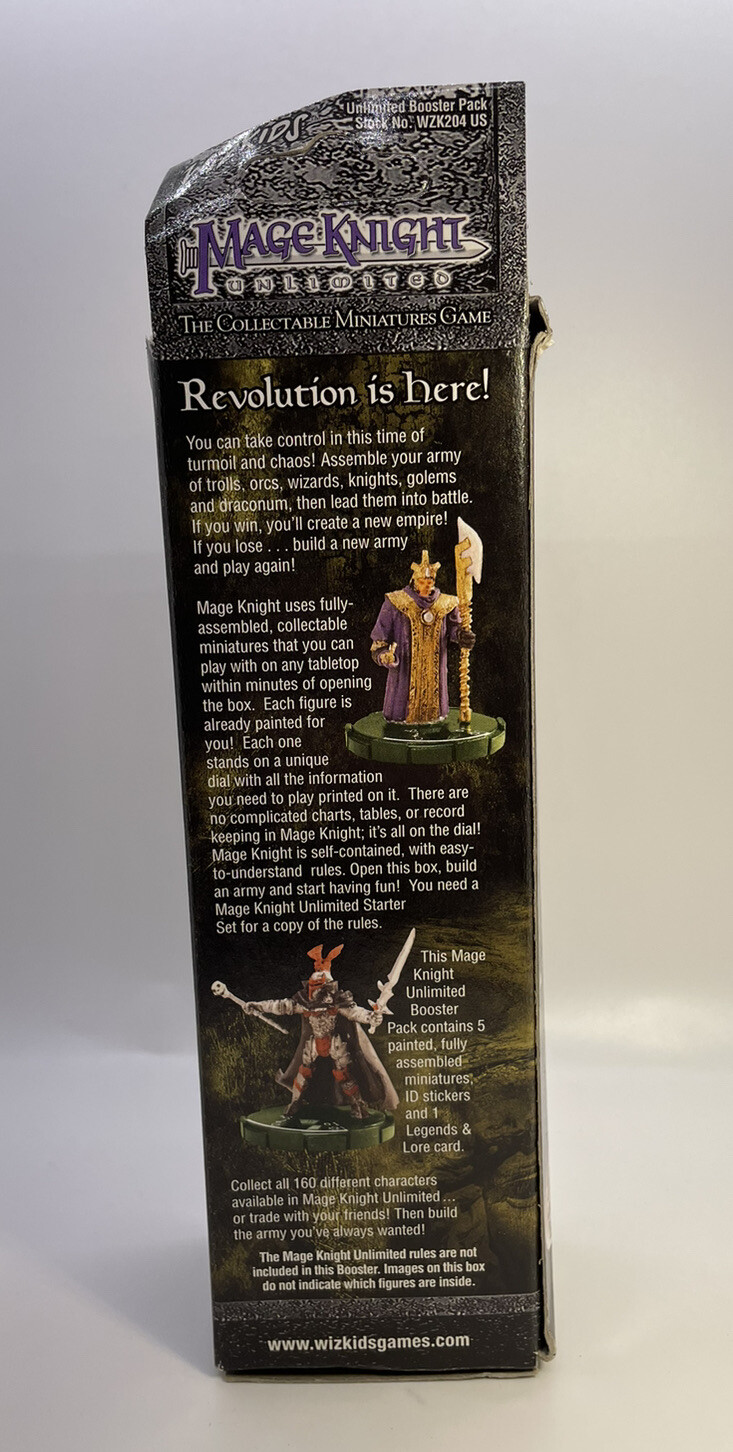 Unlimited Booster Pack
Stock No. WZK204 US
MAGE KNIGHT
UNLIMITED
THE COLLECTABLE MINIATURES GAME
Revolution is here!
You can take control in this time of
turmoil and chaos! Assemble your army
of trolls, orcs, wizards, knights, golems
and draconum, then lead them into battle.
If you win, you'll create a new empire!
If you lose . . . build a new army
and play again!
Mage Knight uses fully-
assembled, collectable
miniatures that you can
play with on any tabletop
within minutes of opening
the box. Each figure is
already painted for
you! Each one
stands on a unique
dial with all the information
you need to play printed on it. There are
no complicated charts, tables, or record
keeping in Mage Knight; it's all on the dial!
Mage Knight is self-contained, with easy-
to-understand rules. Open this box, build
an army and start having fun! You need a
Mage Knight Unlimited Starter
Set for a copy of the rules.
This Mage
Knight
Unlimited
Booster
Pack contains 5
painted, fully
assembled
miniatures,
ID stickers
and 1
Legends &
Lore card.
Collect all 160 different characters
available in Mage Knight Unlimited ...
or trade with your friends! Then build
the army you've always wanted!
The Mage Knight Unlimited rules are not
included in this Booster. Images on this box
do not indicate which figures are inside.
www.wizkidsgames.com